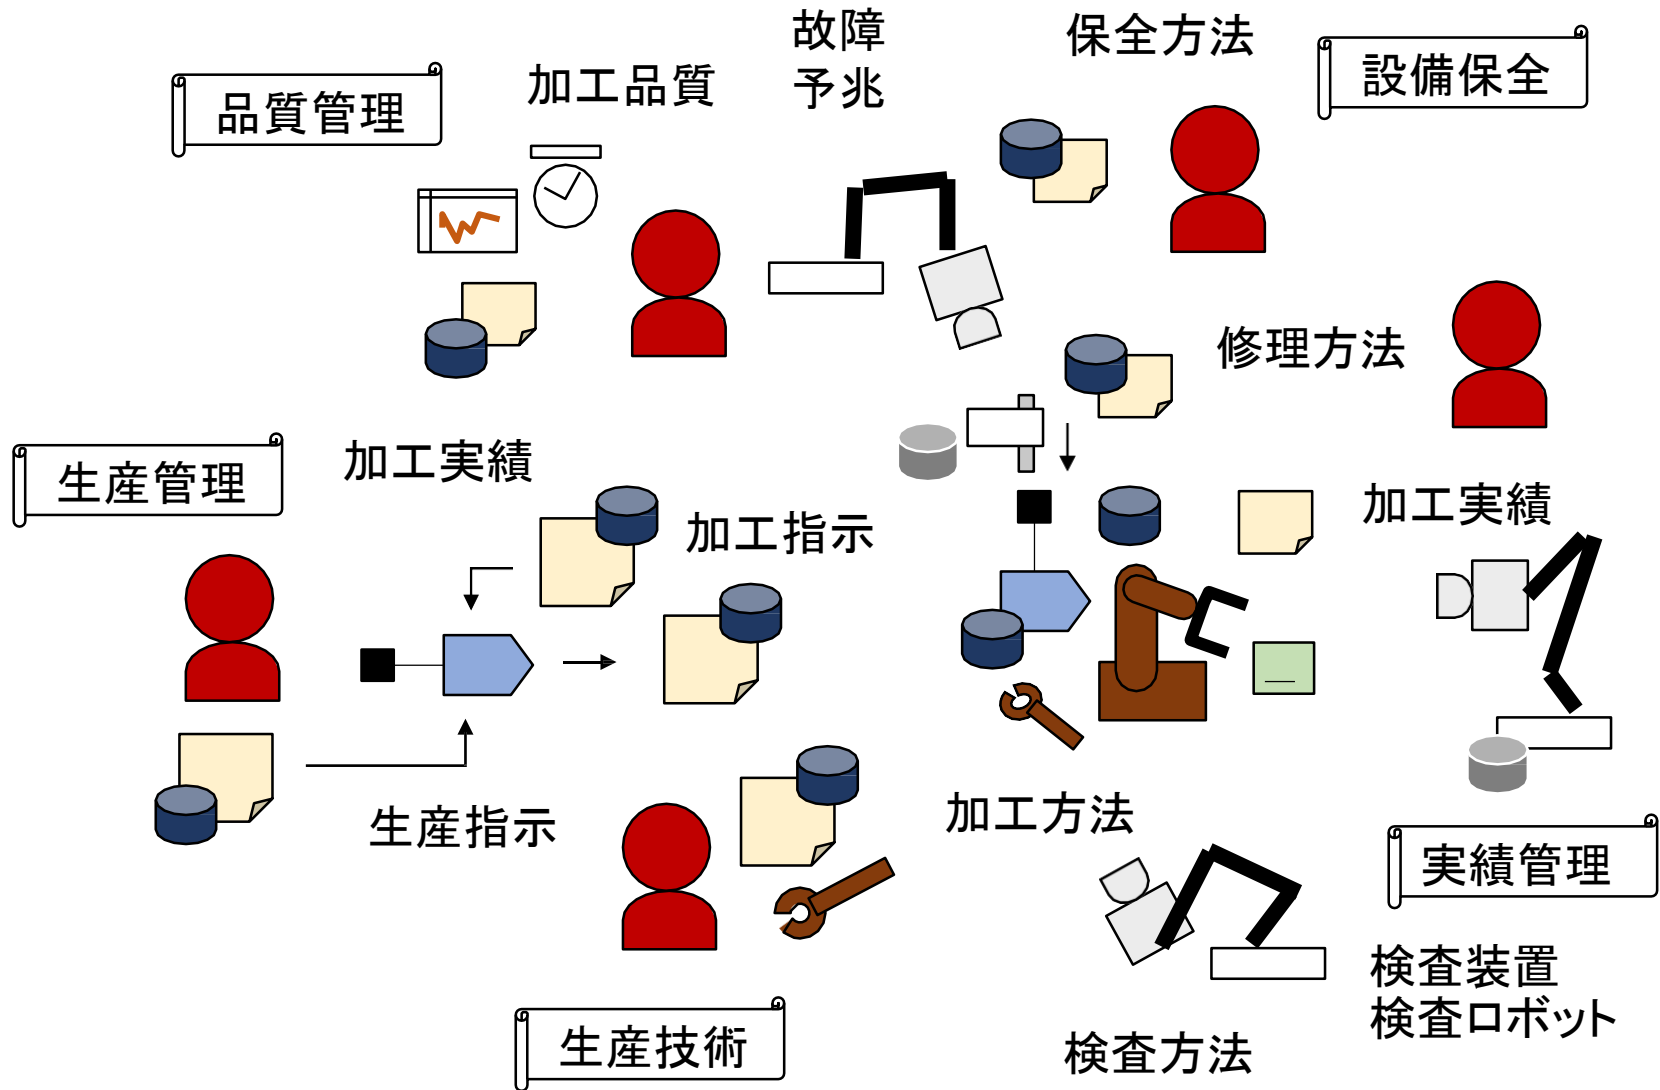 故障
予兆
保全方法
設備保全
加工品質
品質管理
修理方法
加工実績
生産管理
加工指示
加工実績
生産指示
加工方法
実績管理
検査装置
検査ロボット
生産技術
検査方法